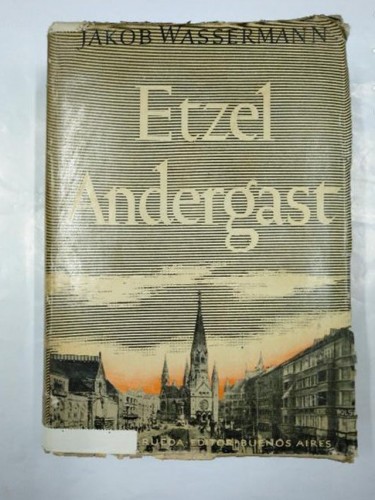 JAKOB WASSERMANN
Etzel
Andergast
RUEDA · EDITOR · BUENOS AIRES